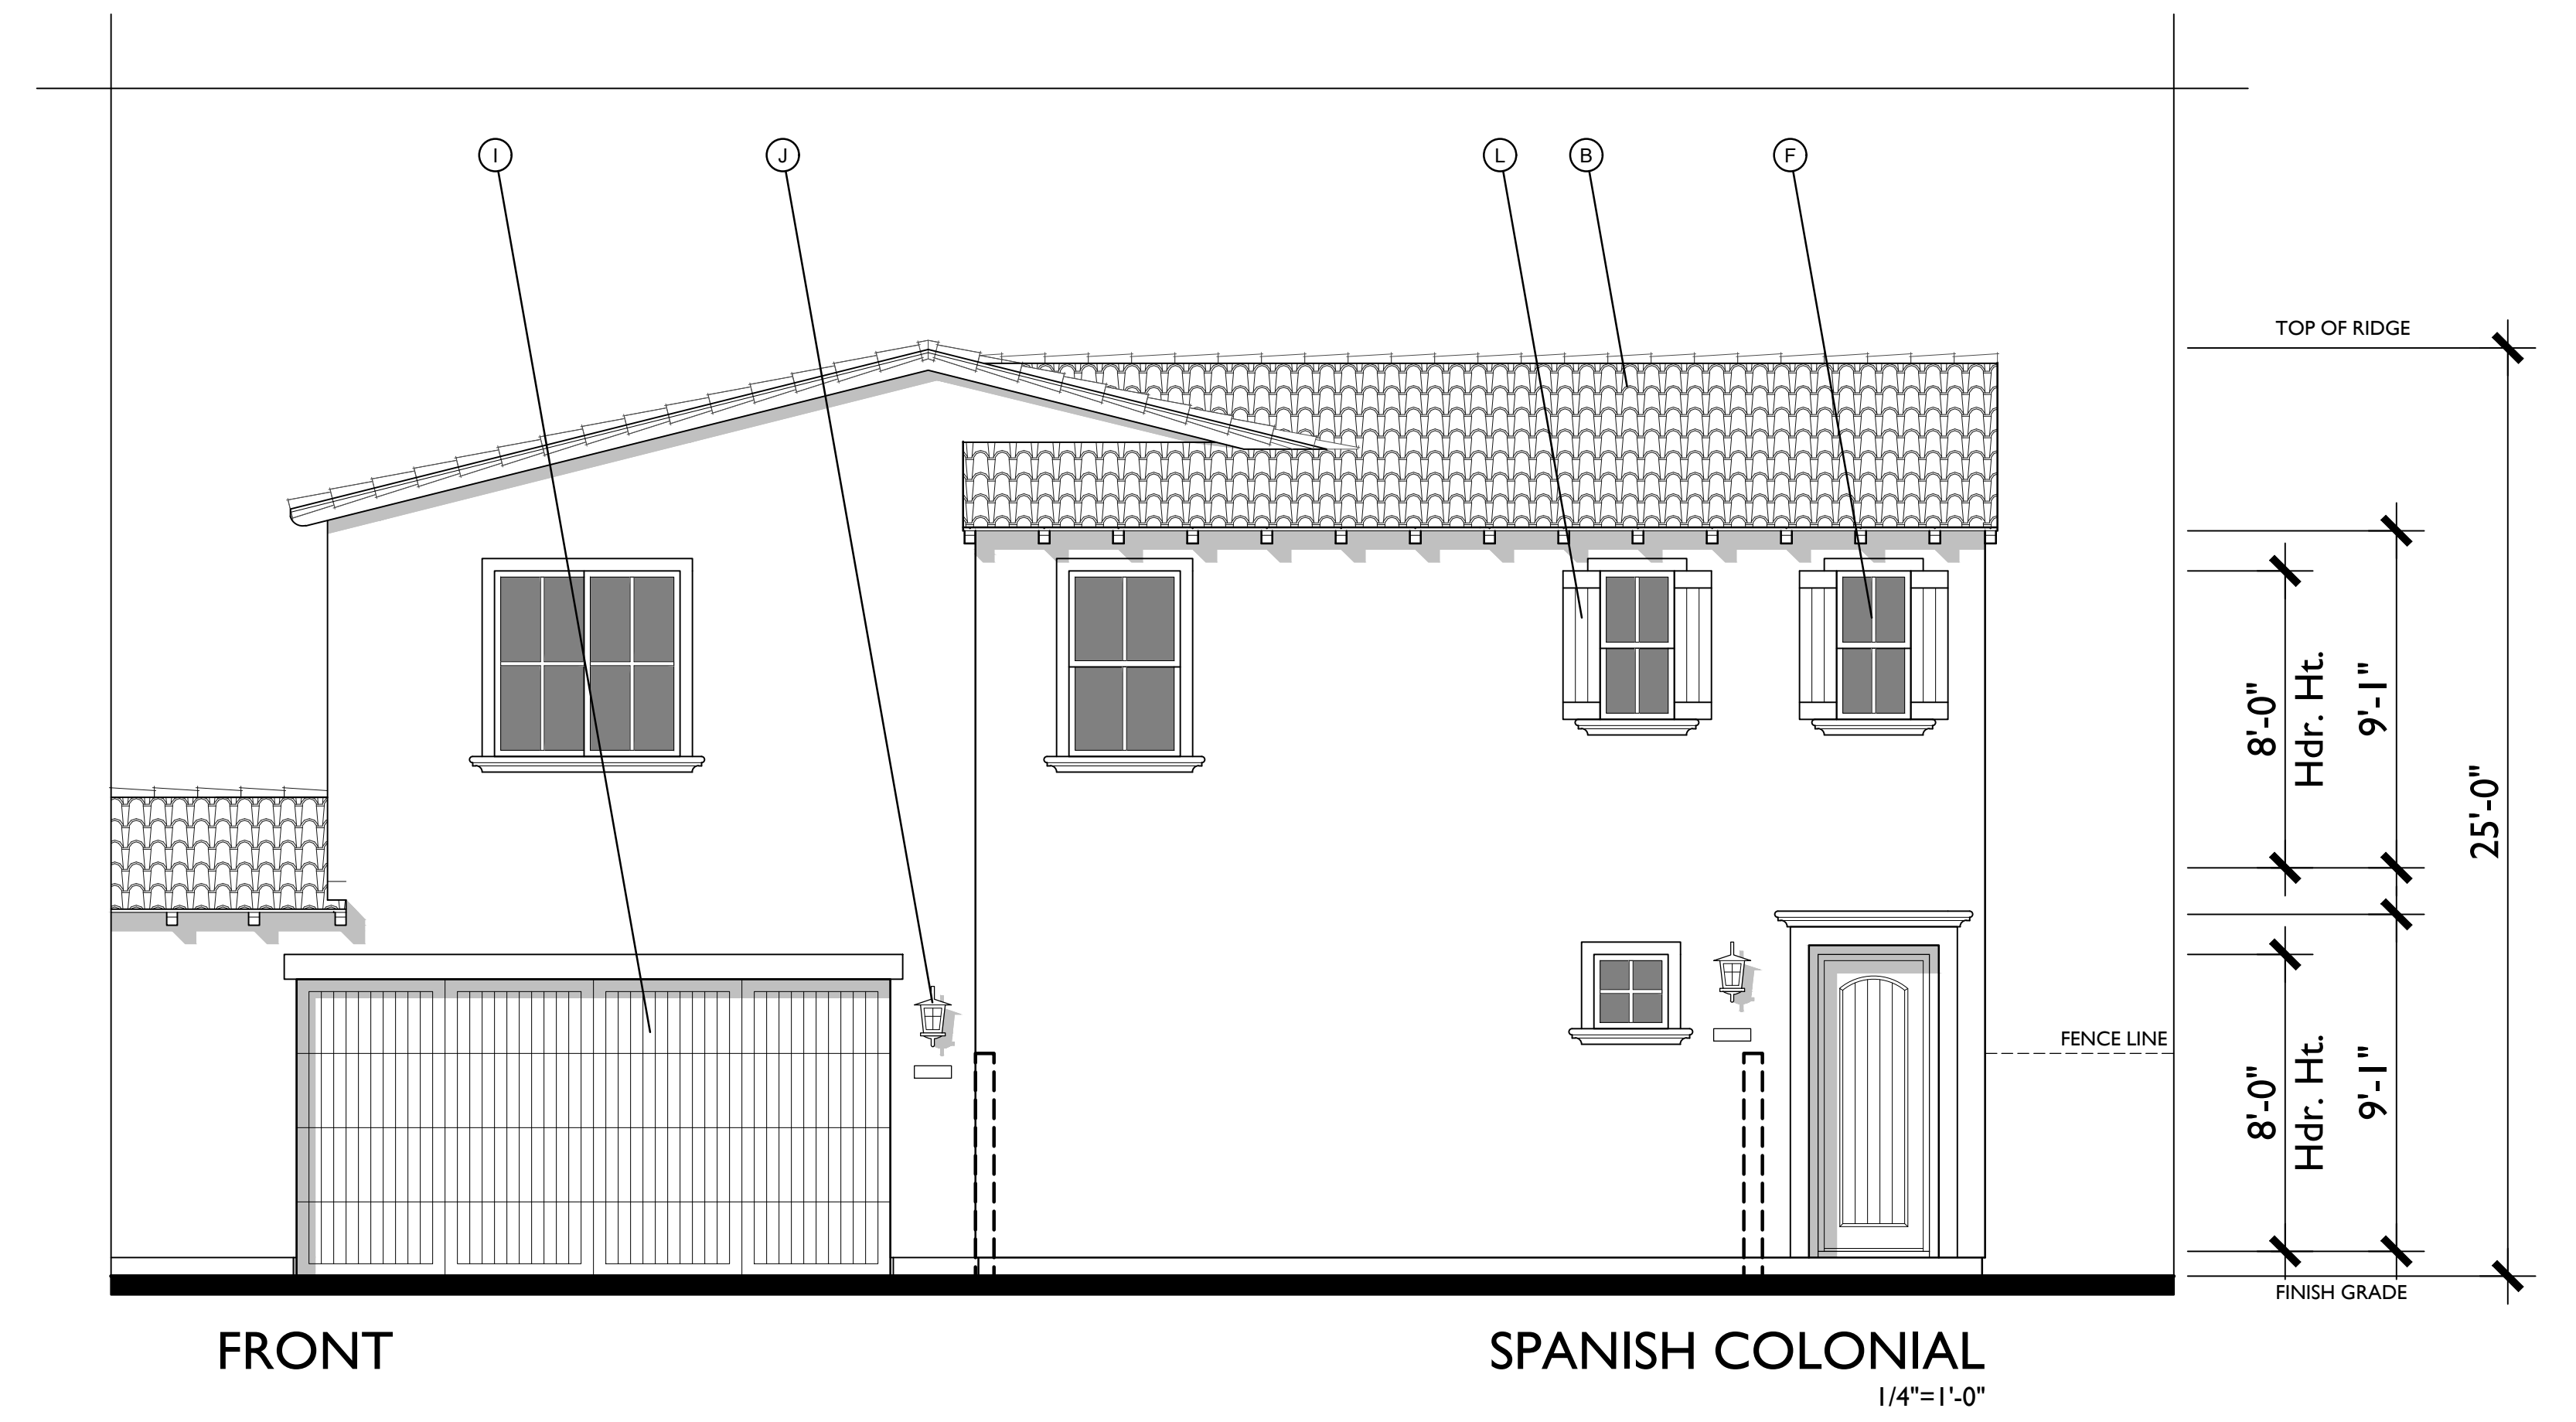 I
J
L
B
F
TOP OF RIDGE
8'-0"
Hdr. Ht.
9'-1"
25'-0"
FENCE LINE
8'-0"
Hdr. Ht.
9'-1"
FINISH GRADE
FRONT
SPANISH COLONIAL
1/4"=1'-0"